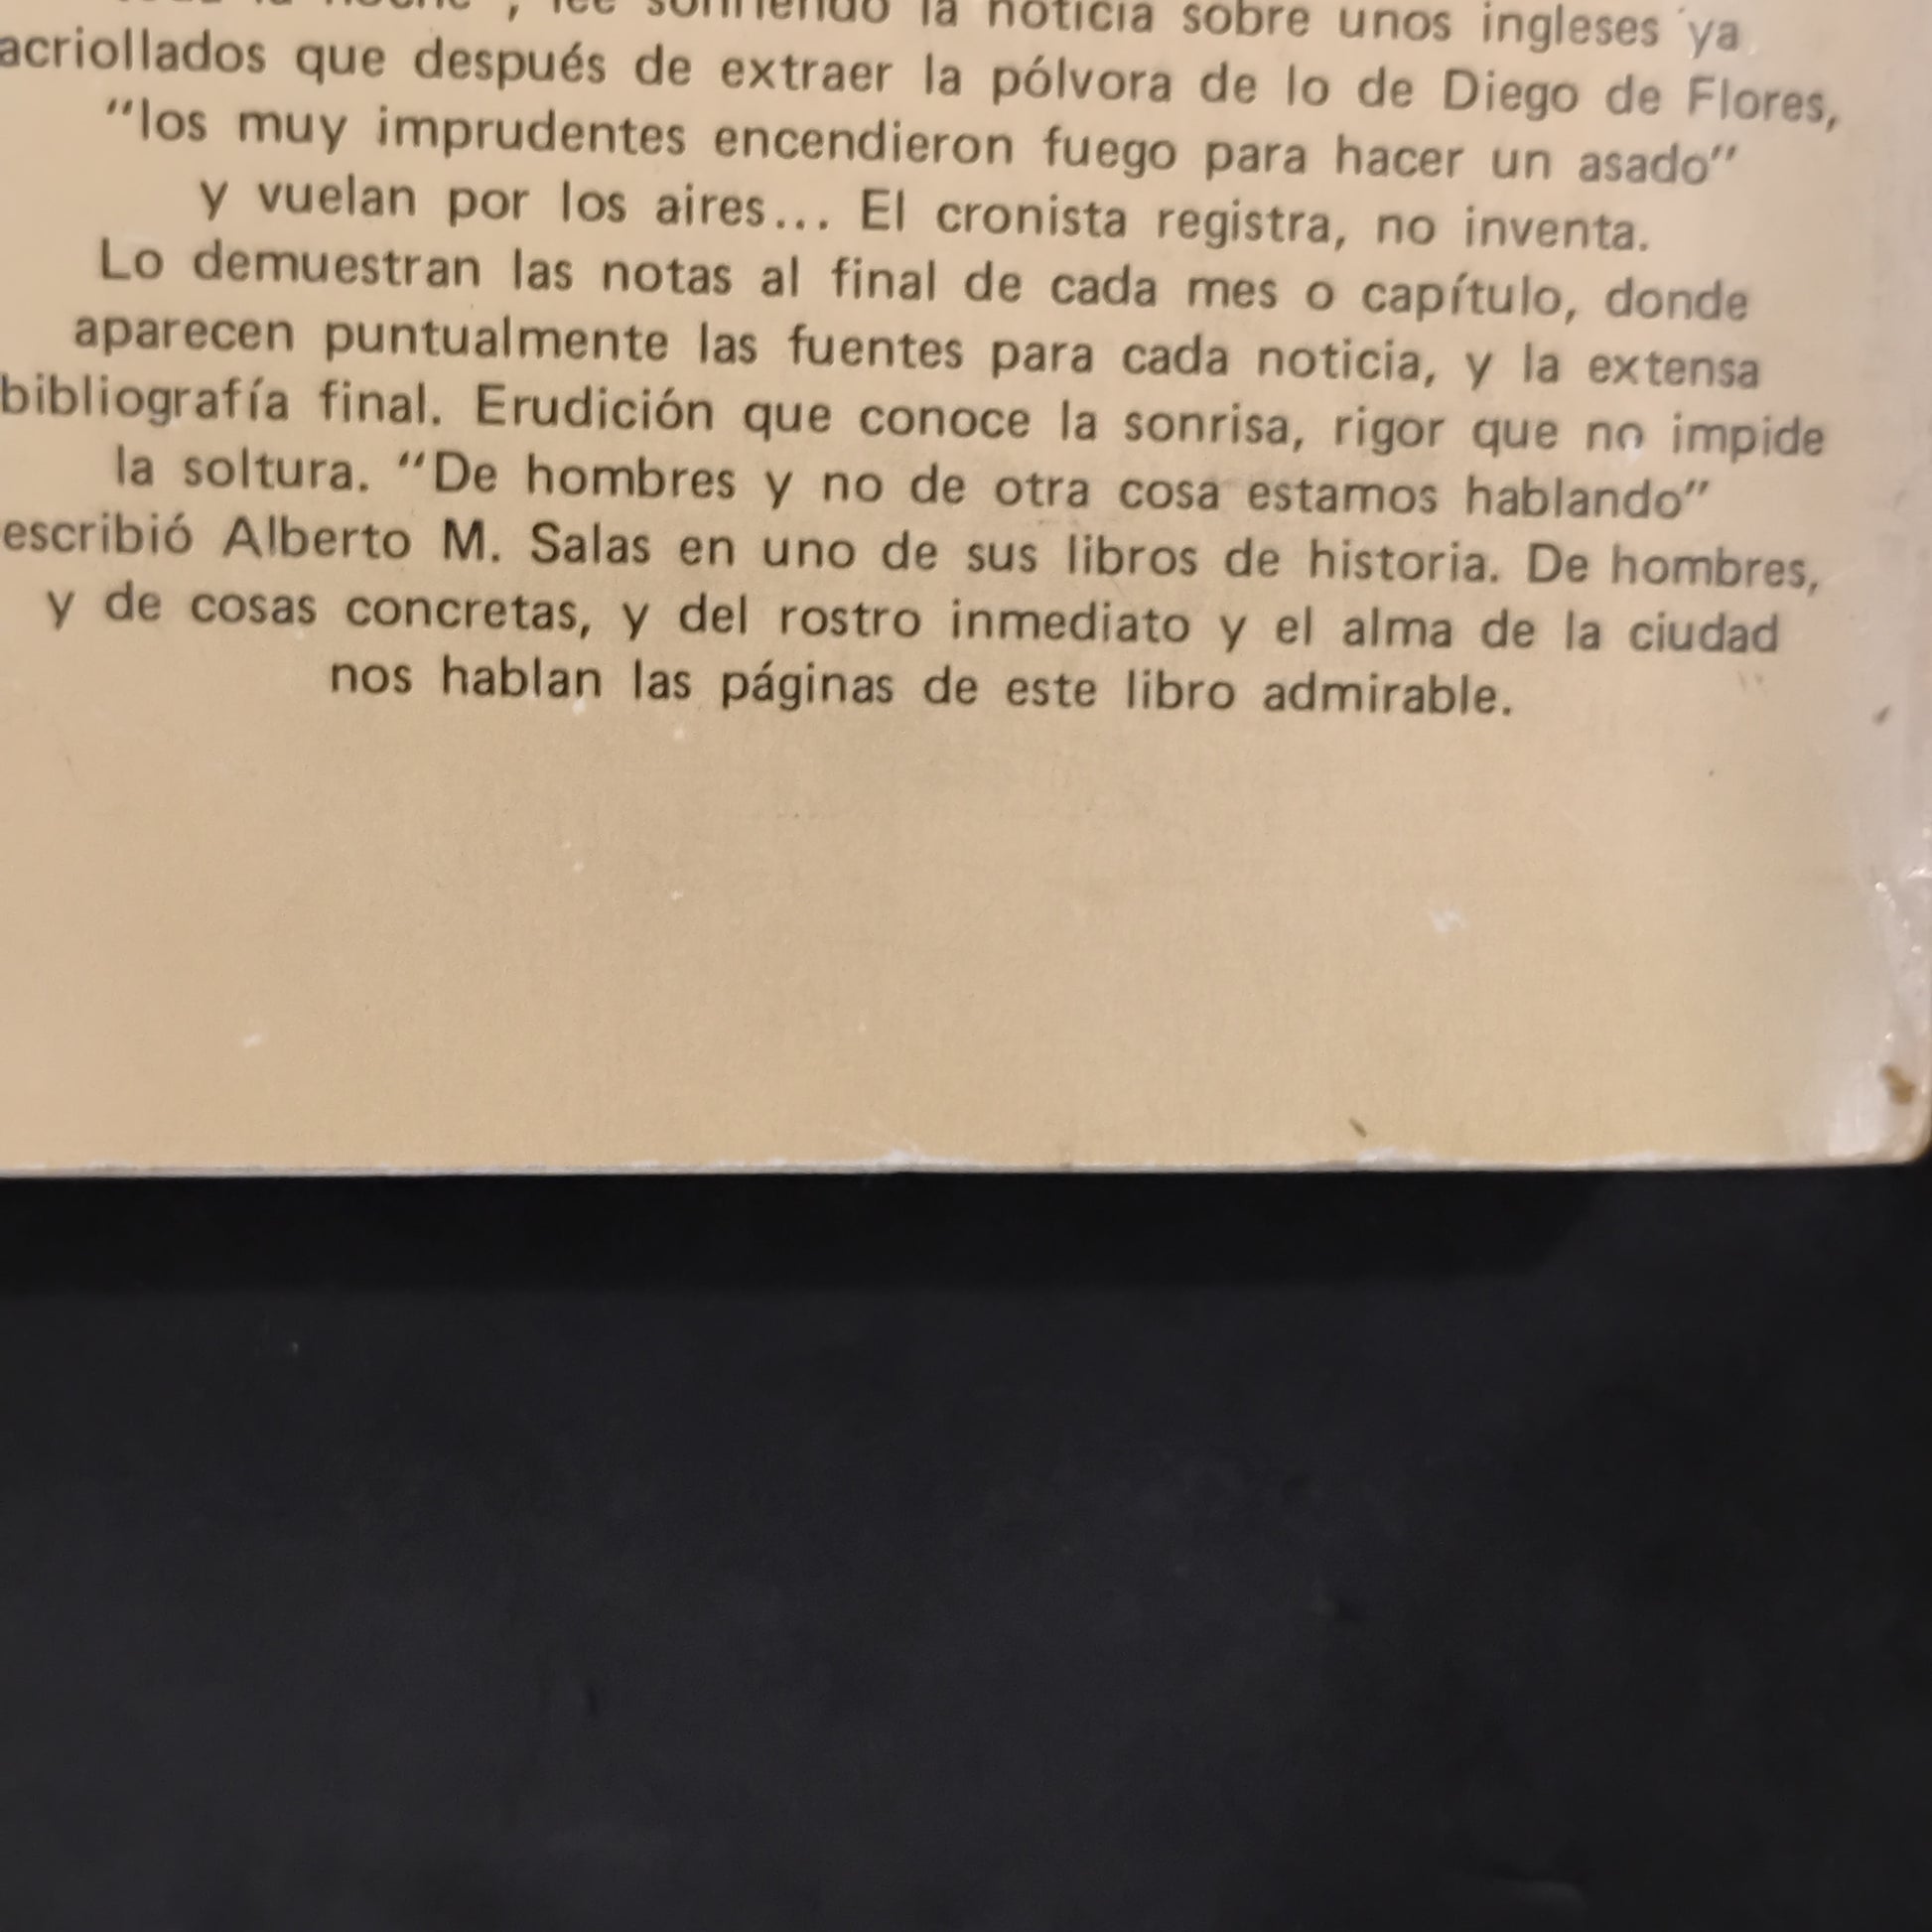 la noche", lee sonriendo la noticia sobre unos ingleses ya
acriollados que después de extraer la pólvora de lo de Diego de Flores,
"los muy imprudentes encendieron fuego para hacer un asado"
y vuelan por los aires... El cronista registra, no inventa.
Lo demuestran las notas al final de cada mes o capítulo, donde
aparecen puntualmente las fuentes para cada noticia, y la extensa
bibliografía final. Erudición que conoce la sonrisa, rigor que no impide
la soltura. "De hombres y no de otra cosa estamos hablando"
escribió Alberto M. Salas en uno de sus libros de historia. De hombres,
y de cosas concretas, y del rostro inmediato y el alma de la ciudad
nos hablan las páginas de este libro admirable.